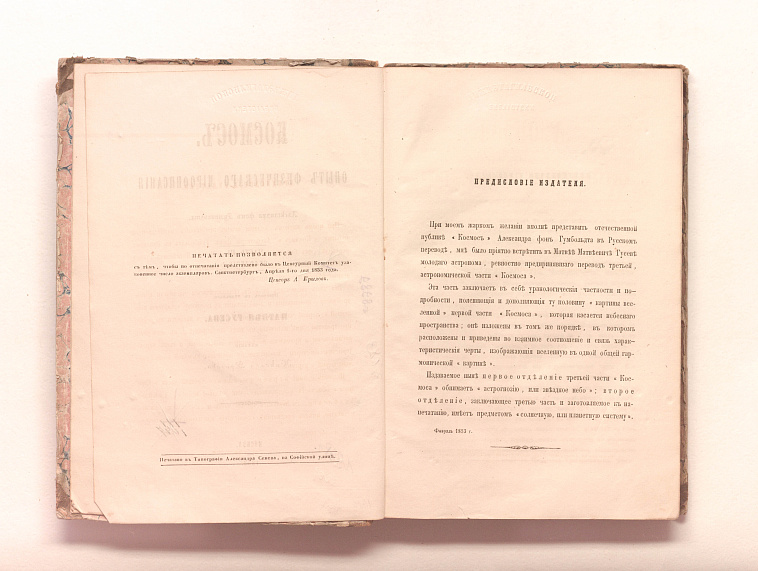 ПЕЧАТАТЬ ПОЗВОЛЯЕТСЯ
съ тѣмъ, чтобы по отпечатаніи представлено было въ Ценсурный Комитетъ уза-
коненное число экземпляровъ. Санктпетербургъ, Апрѣля 1-го дня 1853 года.
Ценсоръ А. Крыловъ.
Печатано въ Типографіи Александра Семена, на Софійской улицѣ.
ПРЕДИСЛОВІЕ ИЗДАТЕЛЯ.
При моемъ жаркомъ желаніи вполнѣ представить отечественной
публикѣ « Космосъ » Александра фонъ Гумбольдта въ Русскомъ
переводѣ, мнѣ было пріятно встрѣтить въ Матвѣѣ Матвѣевичѣ Гусевѣ
молодаго астронома, ревностно предпринявшаго переводъ третьей,
астрономической части « Космоса ».
Эта часть заключаетъ въ себѣ уранологическія частности и по-
дробности, поясняющія и дополняющія ту половину « картины все-
ленной » первой части « Космоса », которая касается небеснаго
пространства; онѣ изложены въ томъ же порядкѣ, въ которомъ
расположены и приведены во взаимное соотношеніе и связь харак-
теристическія черты, изображающія вселенную въ одной общей гар-
монической « картинѣ ».
Издаваемое нынѣ первое отдѣленіе третьей части « Кос-
моса » обнимаетъ « астрогнозію, или звѣздное небо »; второе
отдѣленіе, заключающее третью часть и заготовляемое къ на-
печатанію, имѣетъ предметомъ « солнечную, или планетную систему ».
Февраль 1853 г.